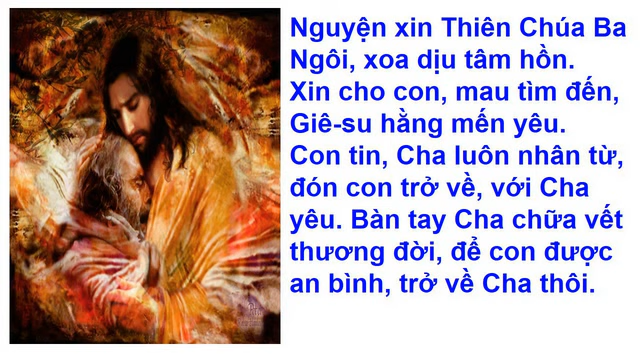 Nguyện xin Thiên Chúa Ba
Ngôi, xoa dịu tâm hồn.
Xin cho con, mau tìm đến,
Giê-su hằng mến yêu.
Con tin, Cha luôn nhân từ,
đón con trở về, với Cha
yêu. Bàn tay Cha chữa vết
thương đời, để con được
an bình, trở về Cha thôi.